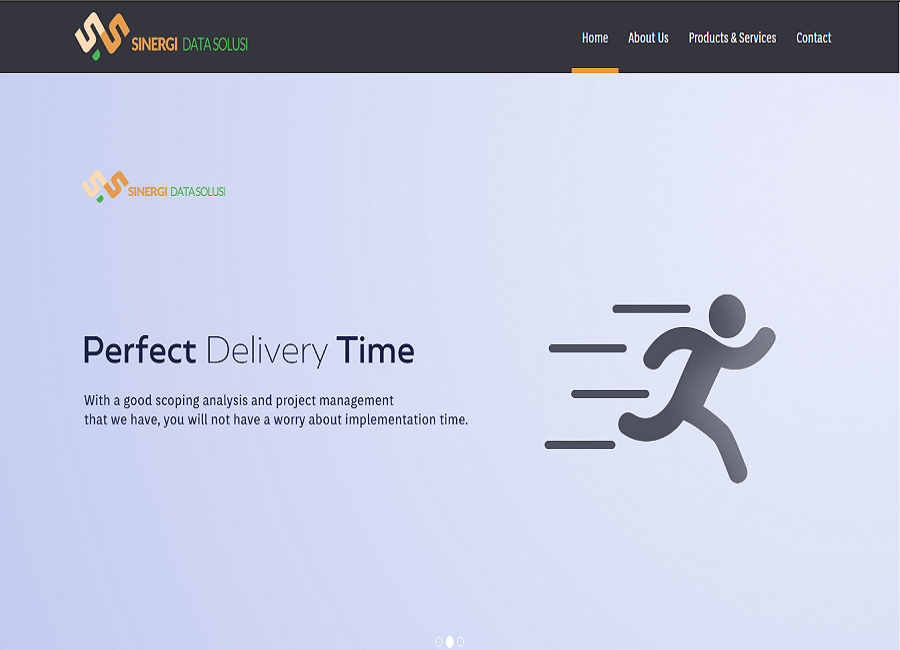 SINERGI DATA SOLUSI
Home About Us Products & Services Contact
SINERGI DATA SOLUSI
Perfect Delivery Time
With a good scoping analysis and project management
that we have, you will not have a worry about implementation time.